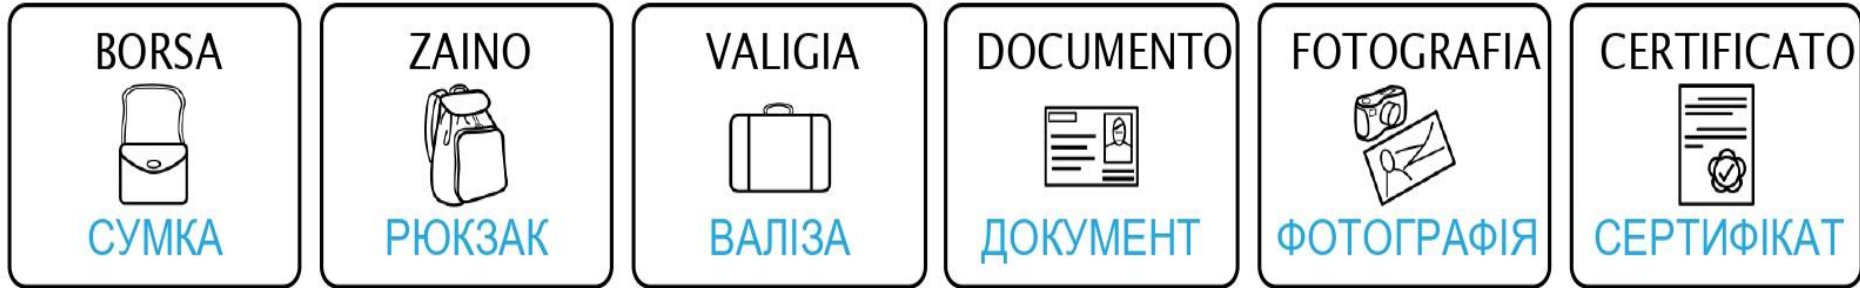 BORSA
СУМКА
ZAINO
РЮКЗАК
VALIGIA
ВАЛІЗА
DOCUMENTO
ДОКУМЕНТ
FOTOGRAFIA
ФОТОГРАФІЯ
CERTIFICATO
СЕРТИФІКАТ